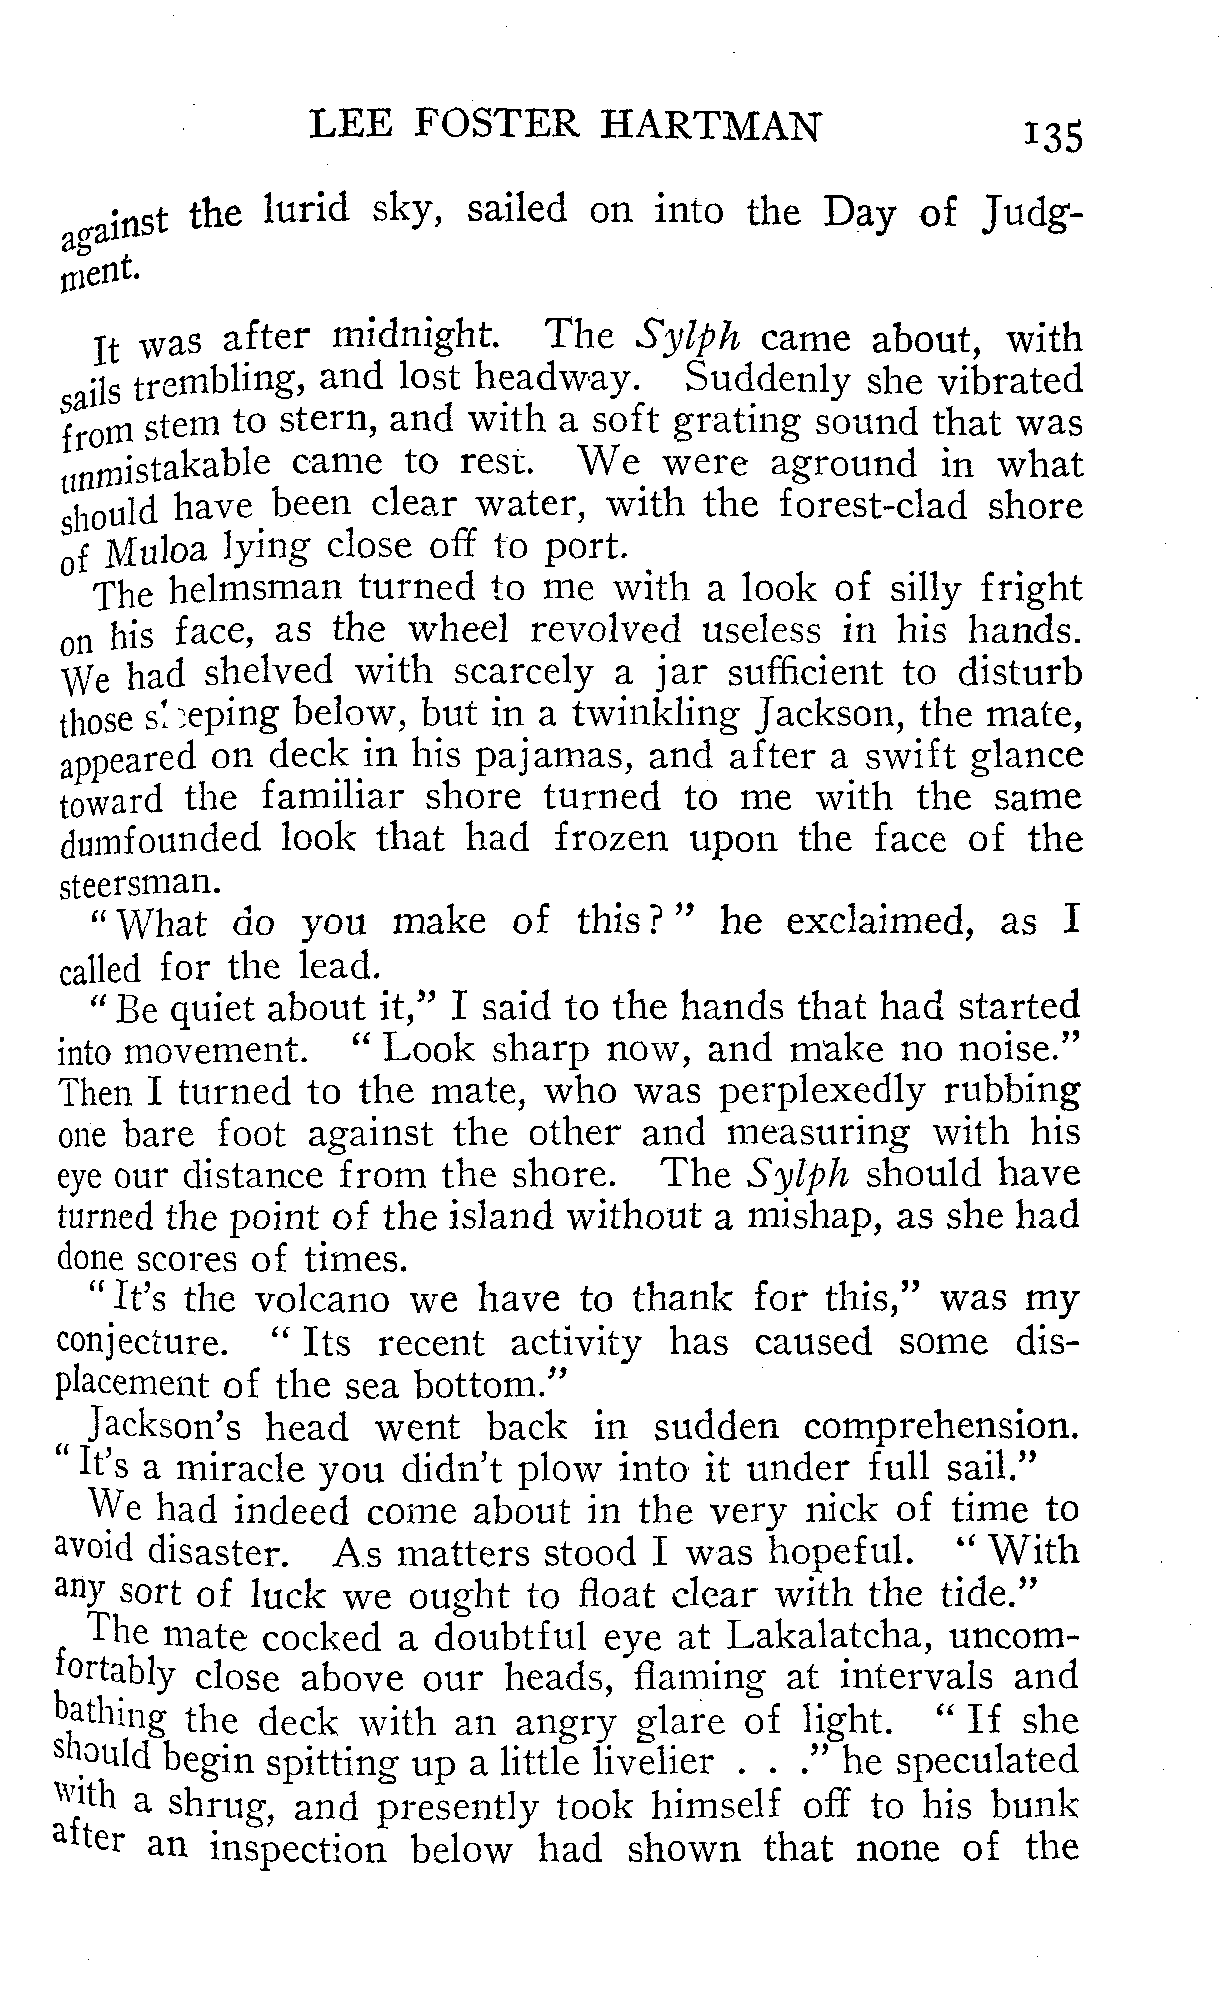 LEE FOSTER HARTMAN 135
against the lurid sky, sailed on into the Day of Judg-
ment.
It was after midnight. The Sylph came about, with
sails trembling, and lost headway. Suddenly she vibrated
from stem to stern, and with a soft grating sound that was
unmistakable came to rest. We were aground in what
should have been clear water, with the forest-clad shore
of Muloa lying close off to port.
The helmsman turned to me with a look of silly fright
on his face, as the wheel revolved useless in his hands.
We had shelved with scarcely a jar sufficient to disturb
those sleeping below, but in a twinkling Jackson, the mate,
appeared on deck in his pajamas, and after a swift glance
toward the familiar shore turned to me with the same
dumfounded look that had frozen upon the face of the
steersman.
"What do you make of this?" he exclaimed, as I
called for the lead.
"Be quiet about it," I said to the hands that had started
into movement. "Look sharp now, and make no noise."
Then I turned to the mate, who was perplexedly rubbing
one bare foot against the other and measuring with his
eye our distance from the shore. The Sylph should have
turned the point of the island without a mishap, as she had
done scores of times.
"It's the volcano we have to thank for this," was my
conjecture. "Its recent activity has caused some dis-
placement of the sea bottom."
Jackson's head went back in sudden comprehension.
"It's a miracle you didn't plow into it under full sail."
We had indeed come about in the very nick of time to
avoid disaster. As matters stood I was hopeful. "With
any sort of luck we ought to float clear with the tide."
The mate cocked a doubtful eye at Lakalatcha, uncom-
fortably close above our heads, flaming at intervals and
bathing the deck with an angry glare of light. "If she
should begin spitting up a little livelier . . ." he speculated
with a shrug, and presently took himself off to his bunk
after an inspection below had shown that none of the